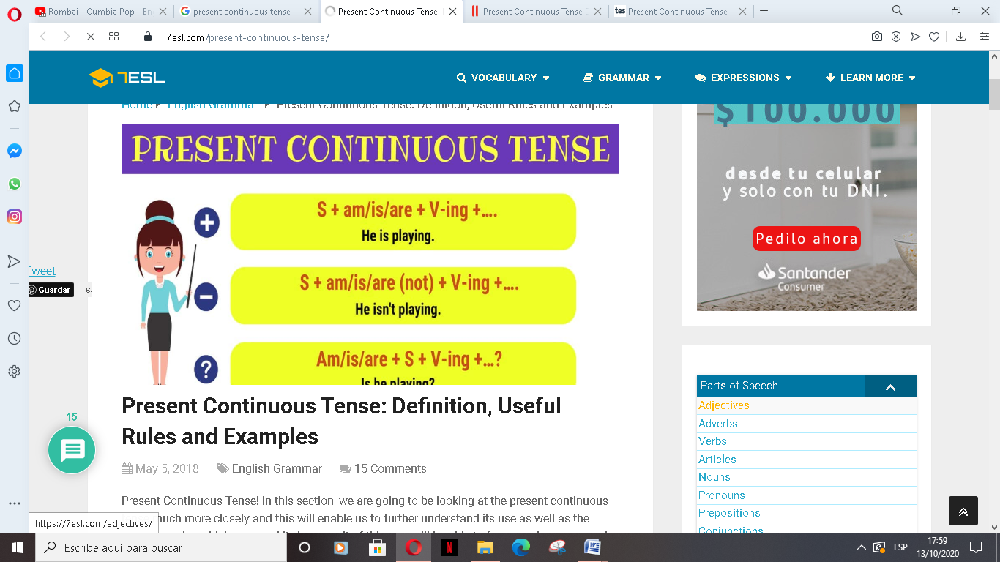 Rombai - Cumbia Pop - En
present continuous tense -
Present Continuous Tense:
Present Continuous Tense
tes Present Continuous Tense -
7esl.com/present-continuous-tense/
7ESL
VOCABULARY
GRAMMAR
EXPRESSIONS
LEARN MORE
Home English Grammar Present Continuous Tense: Definition, Useful Rules and Examples
PRESENT CONTINUOUS TENSE
+
S + am/is/are + V-ing +....
He is playing.
-
S + am/is/are (not) + V-ing +....
He isn't playing.
?
Am/is/are + S + V-ing +...?
Is he playing?
Tweet
Guardar
$100.000
desde tu celular
y solo con tu DNI.
Pedilo ahora
Santander
Consumer
Present Continuous Tense: Definition, Useful
Rules and Examples
May 5, 2018 English Grammar 15 Comments
15
Present Continuous Tense! In this section, we are going to be looking at the present continuous
much more closely and this will enable us to further understand its use as well as the
Parts of Speech
Adjectives
Adverbs
Verbs
Articles
Nouns
Pronouns
Prepositions
Conjunctions
https://7esl.com/adjectives/
Escribe aquí para buscar
N
W
ESP
17:59
13/10/2020